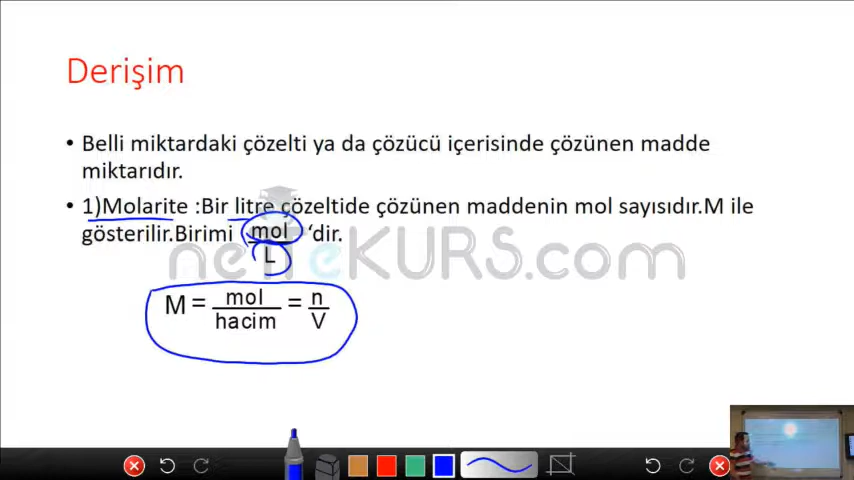 Derişim
• Belli miktardaki çözelti ya da çözücü içerisinde çözünen madde
miktarıdır.
• 1)Molarite :Bir litre çözeltide çözünen maddenin mol sayısıdır.M ile
gösterilir.Birimi mol/L ‘dir.
netteKURS.com
M = mol/hacim = n/V